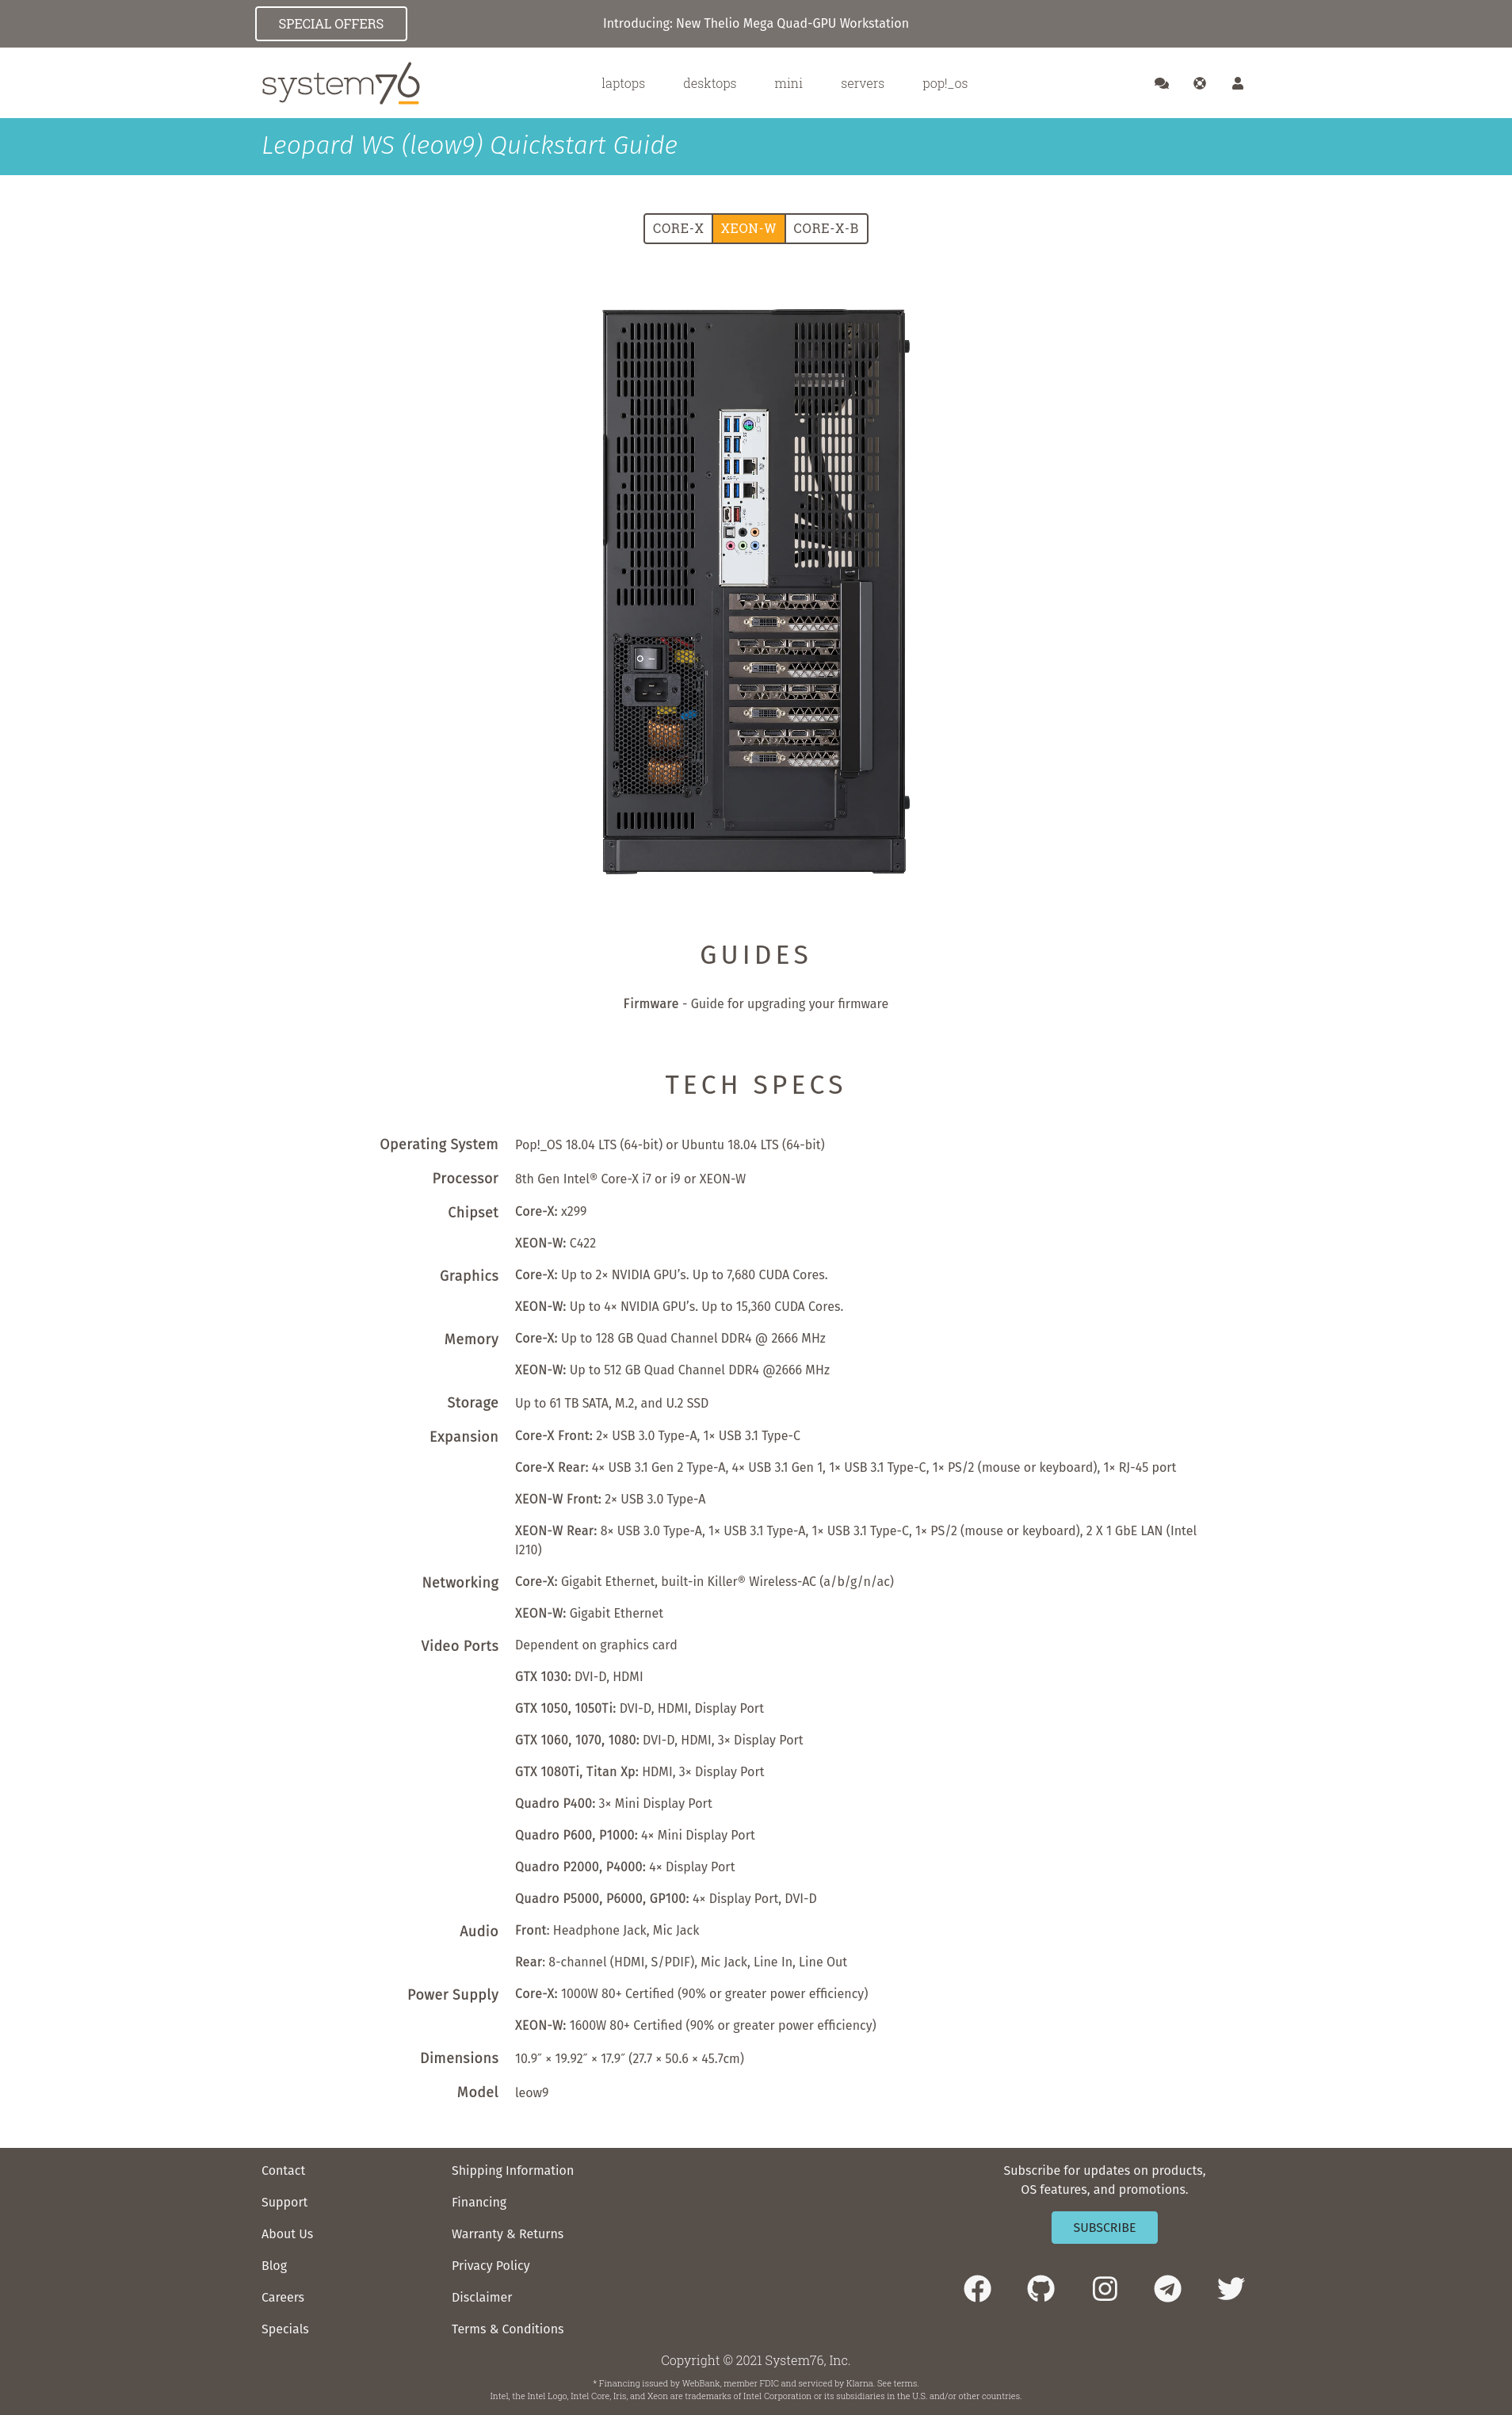 SPECIAL OFFERS
Introducing: New Thelio Mega Quad-GPU Workstation
system76
laptops
desktops
mini
servers
pop!_os
Leopard WS (leow9) Quickstart Guide
CORE-X
XEON-W
CORE-X-B
GUIDES
Firmware - Guide for upgrading your firmware
TECH SPECS
Operating System
Pop!_OS 18.04 LTS (64-bit) or Ubuntu 18.04 LTS (64-bit)
Processor
8th Gen Intel® Core-X i7 or i9 or XEON-W
Chipset
Core-X: x299
XEON-W: C422
Graphics
Core-X: Up to 2× NVIDIA GPU’s. Up to 7,680 CUDA Cores.
XEON-W: Up to 4× NVIDIA GPU’s. Up to 15,360 CUDA Cores.
Memory
Core-X: Up to 128 GB Quad Channel DDR4 @ 2666 MHz
XEON-W: Up to 512 GB Quad Channel DDR4 @2666 MHz
Storage
Up to 61 TB SATA, M.2, and U.2 SSD
Expansion
Core-X Front: 2× USB 3.0 Type-A, 1× USB 3.1 Type-C
Core-X Rear: 4× USB 3.1 Gen 2 Type-A, 4× USB 3.1 Gen 1, 1× USB 3.1 Type-C, 1× PS/2 (mouse or keyboard), 1× RJ-45 port
XEON-W Front: 2× USB 3.0 Type-A
XEON-W Rear: 8× USB 3.0 Type-A, 1× USB 3.1 Type-A, 1× USB 3.1 Type-C, 1× PS/2 (mouse or keyboard), 2 X 1 GbE LAN (Intel
I210)
Networking
Core-X: Gigabit Ethernet, built-in Killer® Wireless-AC (a/b/g/n/ac)
XEON-W: Gigabit Ethernet
Video Ports
Dependent on graphics card
GTX 1030: DVI-D, HDMI
GTX 1050, 1050Ti: DVI-D, HDMI, Display Port
GTX 1060, 1070, 1080: DVI-D, HDMI, 3× Display Port
GTX 1080Ti, Titan Xp: HDMI, 3× Display Port
Quadro P400: 3× Mini Display Port
Quadro P600, P1000: 4× Mini Display Port
Quadro P2000, P4000: 4× Display Port
Quadro P5000, P6000, GP100: 4× Display Port, DVI-D
Audio
Front: Headphone Jack, Mic Jack
Rear: 8-channel (HDMI, S/PDIF), Mic Jack, Line In, Line Out
Power Supply
Core-X: 1000W 80+ Certified (90% or greater power efficiency)
XEON-W: 1600W 80+ Certified (90% or greater power efficiency)
Dimensions
10.9″ × 19.92″ × 17.9″ (27.7 × 50.6 × 45.7cm)
Model
leow9
Contact
Support
About Us
Blog
Careers
Specials
Shipping Information
Financing
Warranty & Returns
Privacy Policy
Disclaimer
Terms & Conditions
Subscribe for updates on products,
OS features, and promotions.
SUBSCRIBE
Copyright © 2021 System76, Inc.
* Financing issued by WebBank, member FDIC and serviced by Klarna. See terms.
Intel, the Intel Logo, Intel Core, Iris, and Xeon are trademarks of Intel Corporation or its subsidiaries in the U.S. and/or other countries.